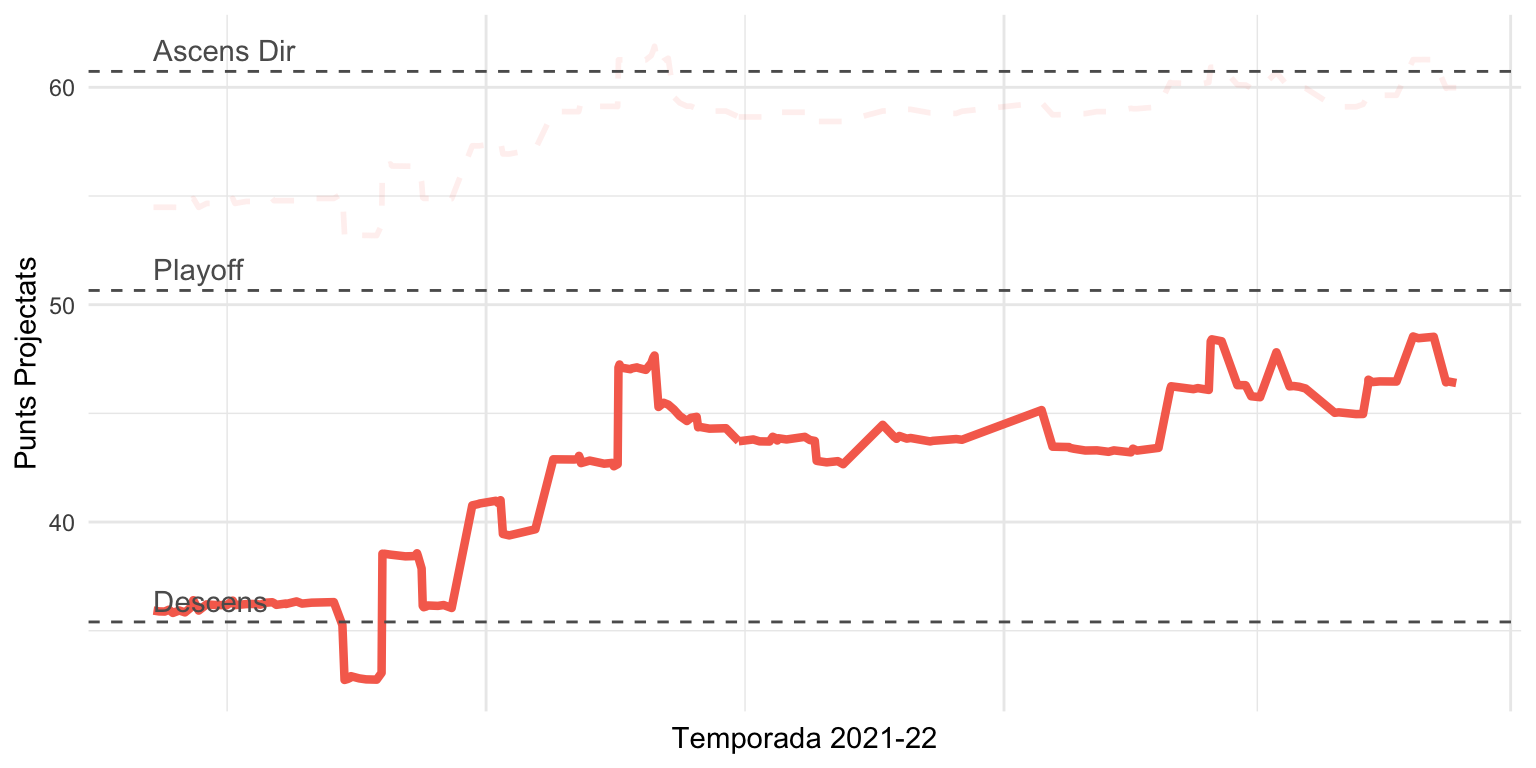 Ascens Dir
60
Playoff
50
Punts Projectats
40
Descens
Temporada 2021-22